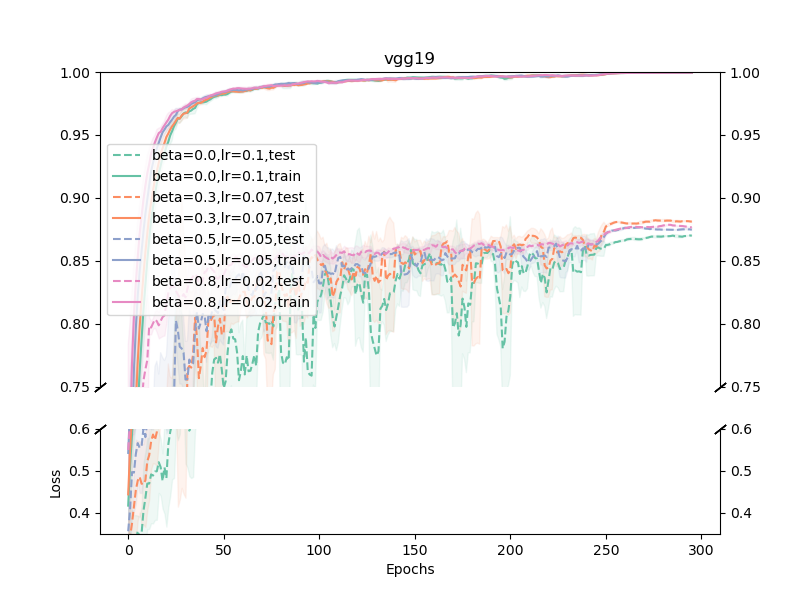 vgg19
1.00
1.00
0.95
0.95
0.90
0.90
0.85
0.85
0.80
0.80
0.75
0.75
beta=0.0,lr=0.1,test
beta=0.0,lr=0.1,train
beta=0.3,lr=0.07,test
beta=0.3,lr=0.07,train
beta=0.5,lr=0.05,test
beta=0.5,lr=0.05,train
beta=0.8,lr=0.02,test
beta=0.8,lr=0.02,train
0.6
0.6
0.5
0.5
0.4
0.4
Loss
0 50 100 150 200 250 300
Epochs